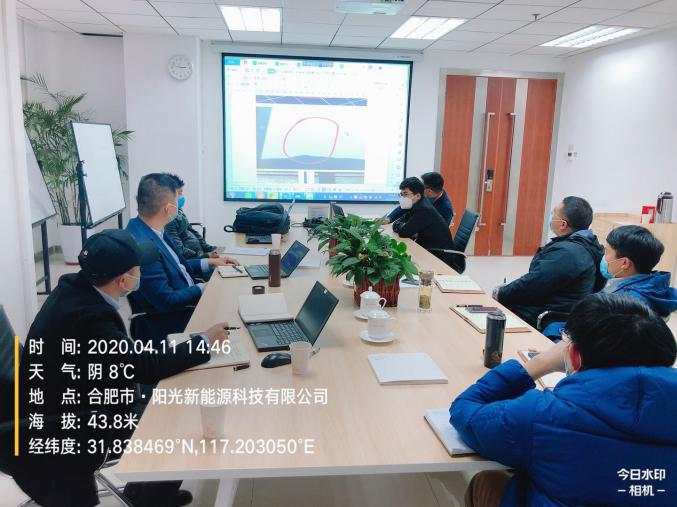 时 间: 2020.04.11 14:46
天 气: 阴 8℃
地 点: 合肥市·阳光新能源科技有限公司
海 拔: 43.8米
经纬度: 31.838469°N,117.203050°E
今日水印
－相机－